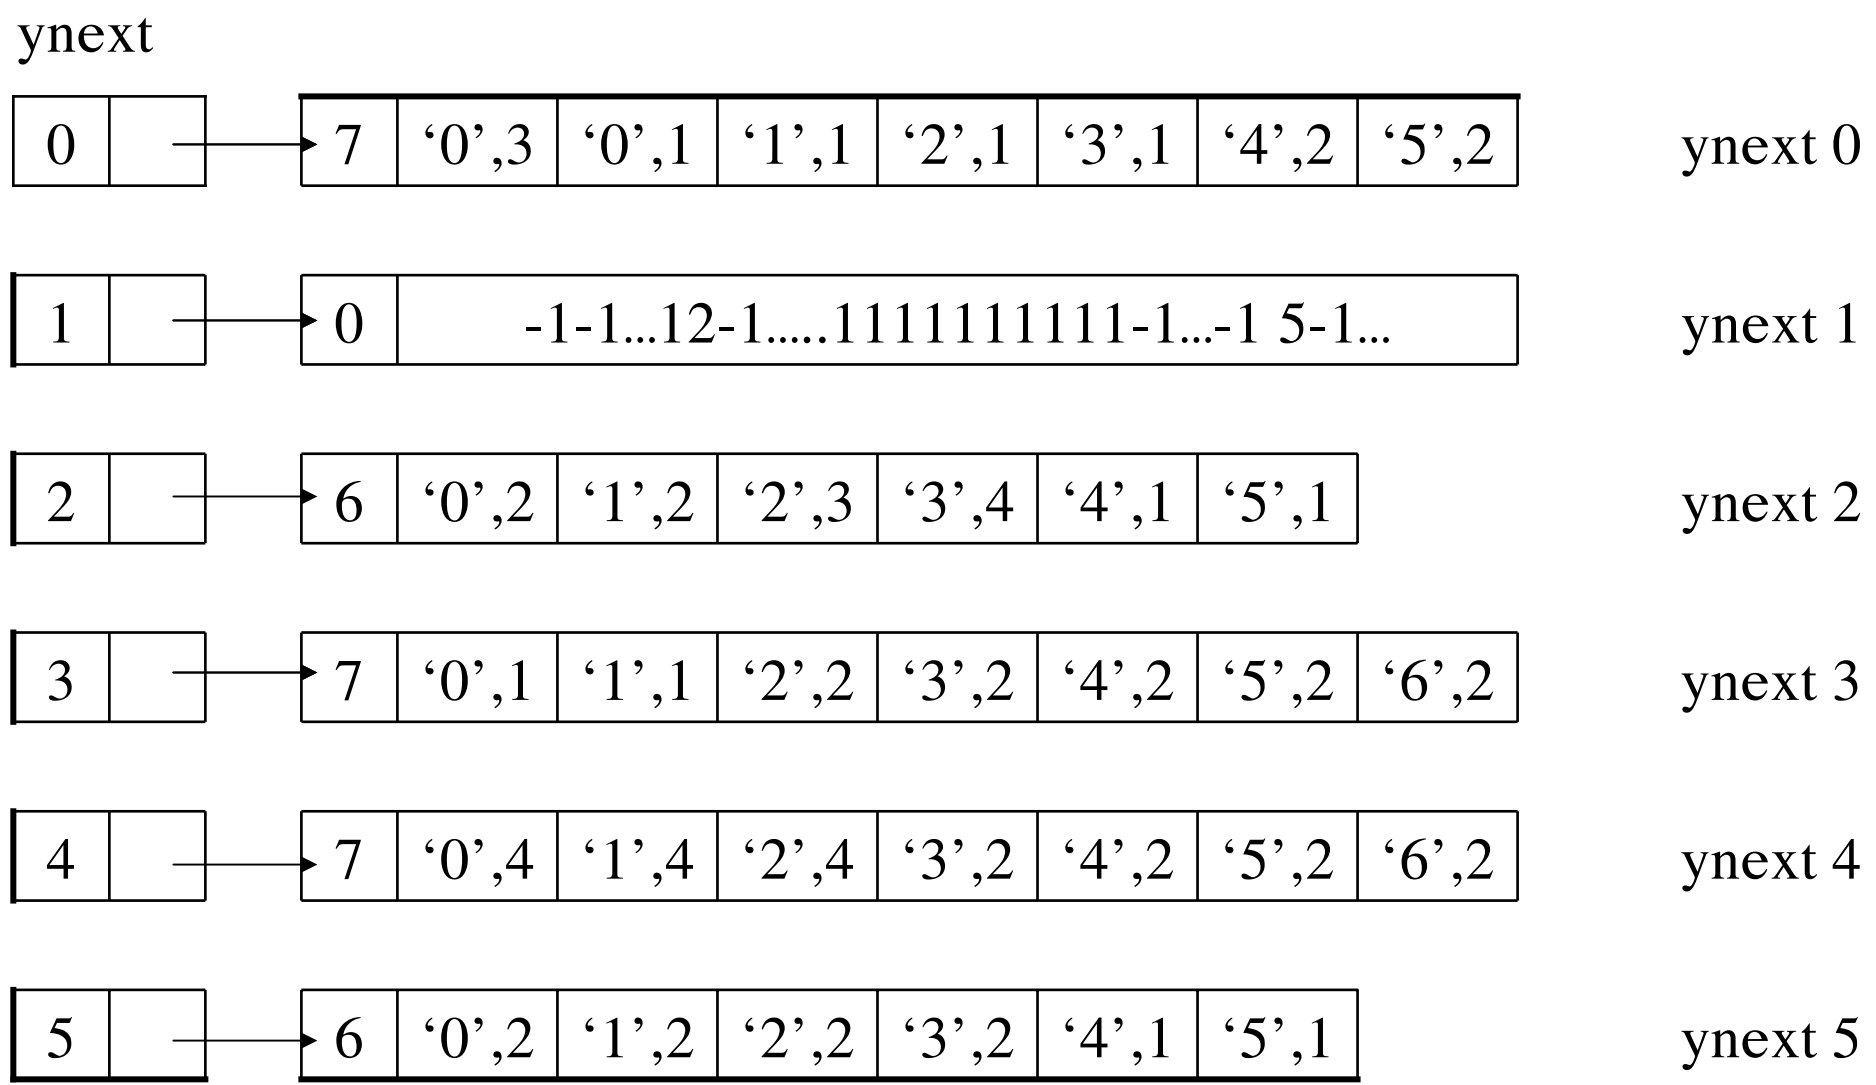 ynext
0 7 ‘0’,3 ‘0’,1 ‘1’,1 ‘2’,1 ‘3’,1 ‘4’,2 ‘5’,2 ynext 0
1 0 -1-1...12-1.....1111111111-1...-1 5-1... ynext 1
2 6 ‘0’,2 ‘1’,2 ‘2’,3 ‘3’,4 ‘4’,1 ‘5’,1 ynext 2
3 7 ‘0’,1 ‘1’,1 ‘2’,2 ‘3’,2 ‘4’,2 ‘5’,2 ‘6’,2 ynext 3
4 7 ‘0’,4 ‘1’,4 ‘2’,4 ‘3’,2 ‘4’,2 ‘5’,2 ‘6’,2 ynext 4
5 6 ‘0’,2 ‘1’,2 ‘2’,2 ‘3’,2 ‘4’,1 ‘5’,1 ynext 5